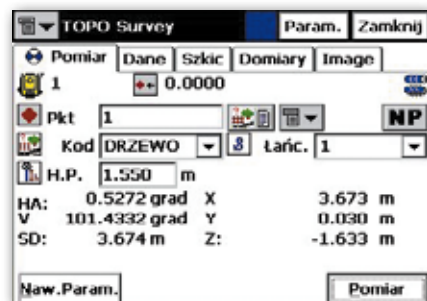 TOPO Survey Param. Zamknij
Pomiar Dane Szkic Domiary Image
1 0.0000
Pkt 1 NP
Kod DRZEWO 8 Łańc. 1
H.P. 1.550 m
HA: 0.5272 grad X 3.673 m
V 101.4332 grad Y 0.030 m
SD: 3.674 m Z: -1.633 m
Naw.Param. Pomiar